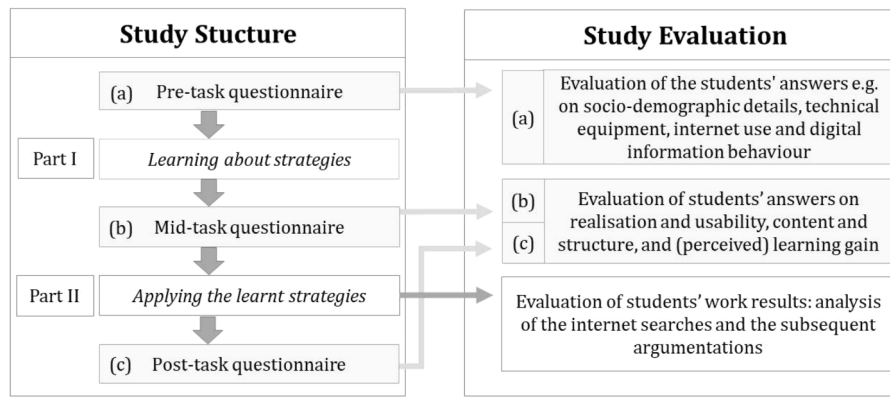 Study Stucture
(a) Pre-task questionnaire
Part I
Learning about strategies
(b) Mid-task questionnaire
Part II
Applying the learnt strategies
(c) Post-task questionnaire
Study Evaluation
(a)
Evaluation of the students' answers e.g.
on socio-demographic details, technical
equipment, internet use and digital
information behaviour
(b)
(c)
Evaluation of students’ answers on
realisation and usability, content and
structure, and (perceived) learning gain
Evaluation of students’ work results: analysis
of the internet searches and the subsequent
argumentations